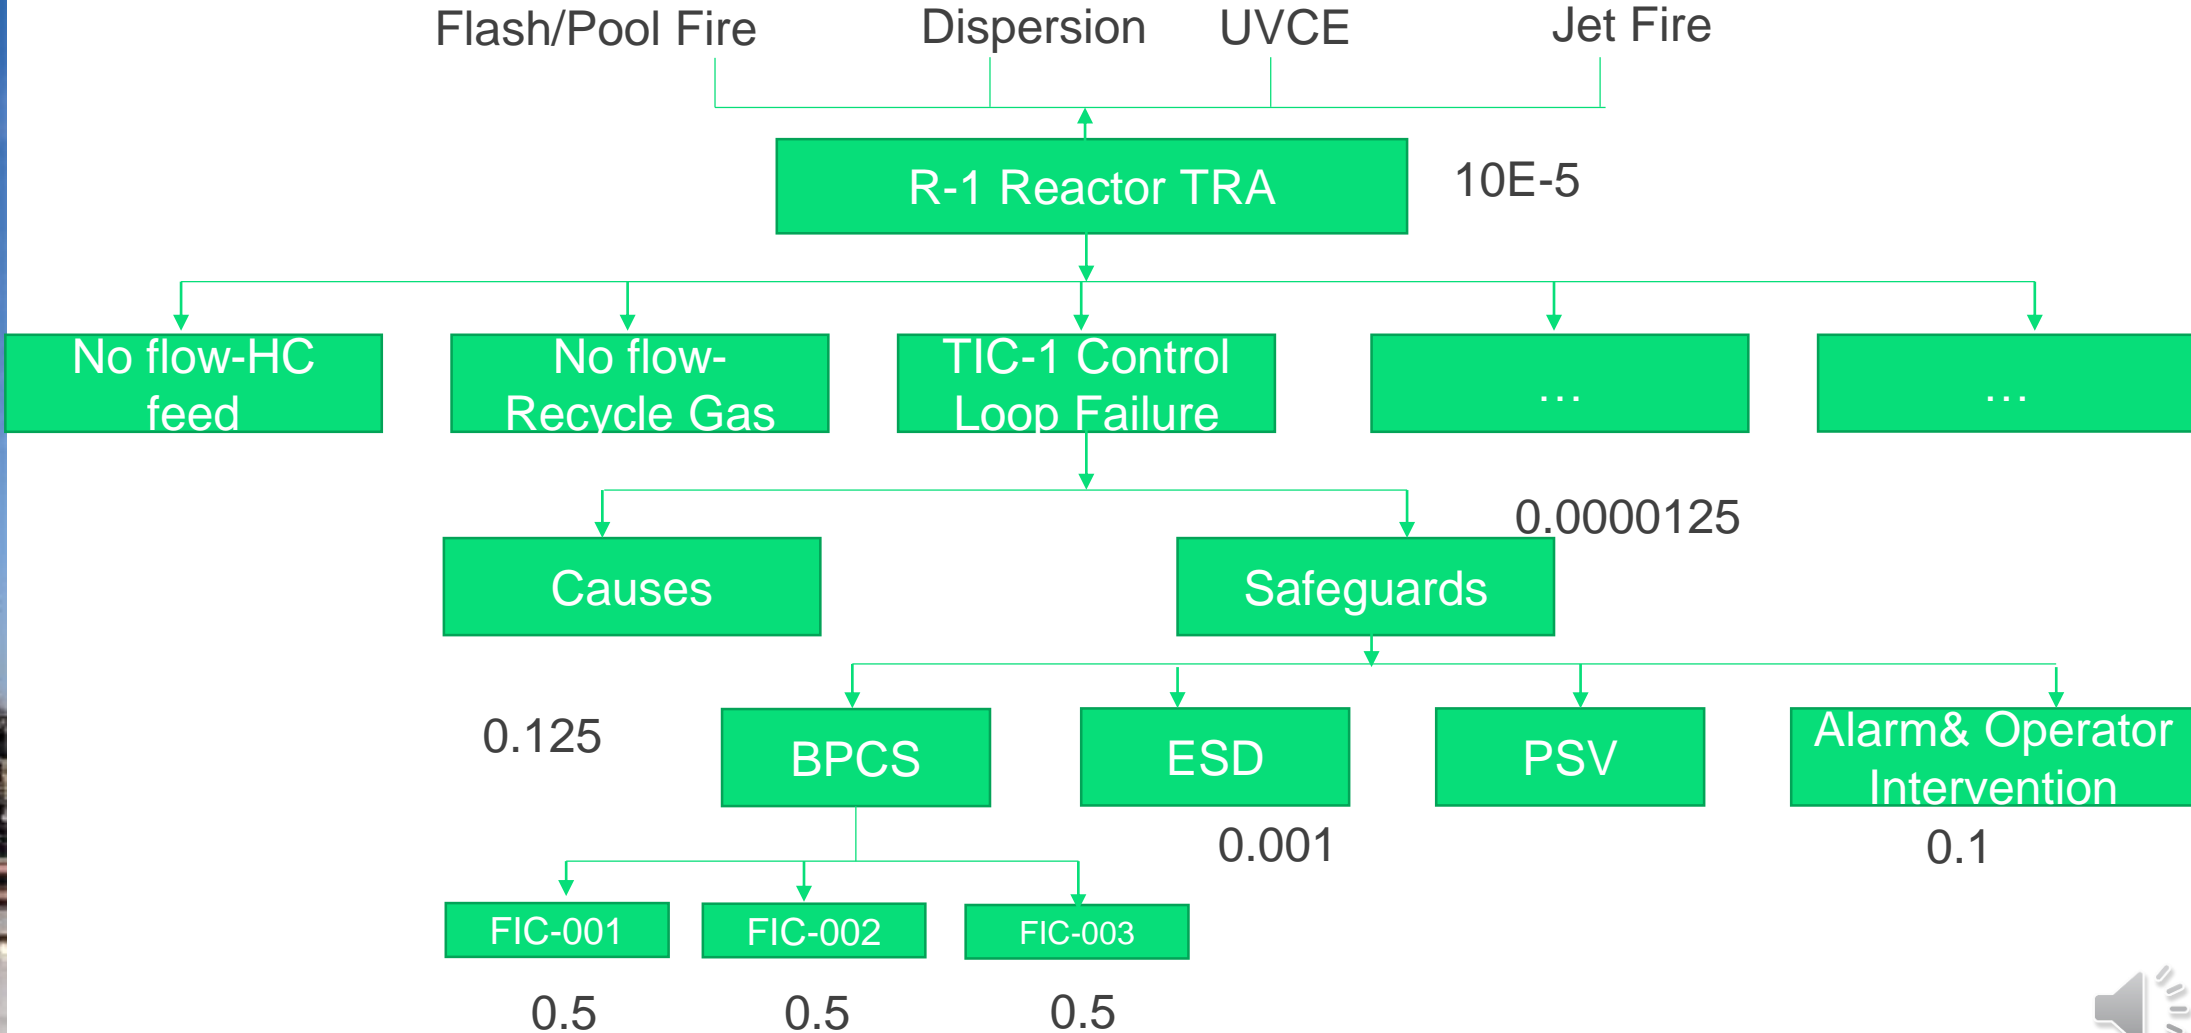 Flash/Pool Fire
Dispersion
UVCE
Jet Fire
R-1 Reactor TRA
10E-5
No flow-HC
feed
No flow-
Recycle Gas
TIC-1 Control
Loop Failure
...
...
0.0000125
Causes
Safeguards
0.125
BPCS
ESD
PSV
Alarm& Operator
Intervention
0.001
0.1
FIC-001
FIC-002
FIC-003
0.5
0.5
0.5